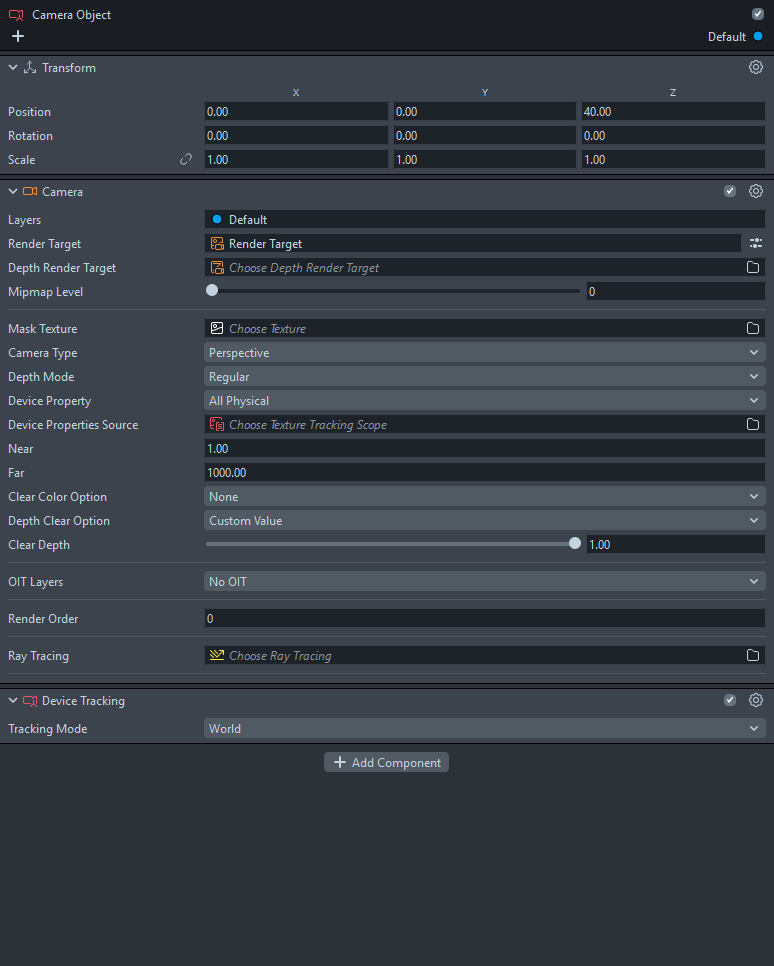 Camera Object
Default
Transform
X Y Z
Position 0.00 0.00 40.00
Rotation 0.00 0.00 0.00
Scale 1.00 1.00 1.00
Camera
Layers Default
Render Target Render Target
Depth Render Target Choose Depth Render Target
Mipmap Level 0
Mask Texture Choose Texture
Camera Type Perspective
Depth Mode Regular
Device Property All Physical
Device Properties Source Choose Texture Tracking Scope
Near 1.00
Far 1000.00
Clear Color Option None
Depth Clear Option Custom Value
Clear Depth 1.00
OIT Layers No OIT
Render Order 0
Ray Tracing Choose Ray Tracing
Device Tracking
Tracking Mode World
Add Component